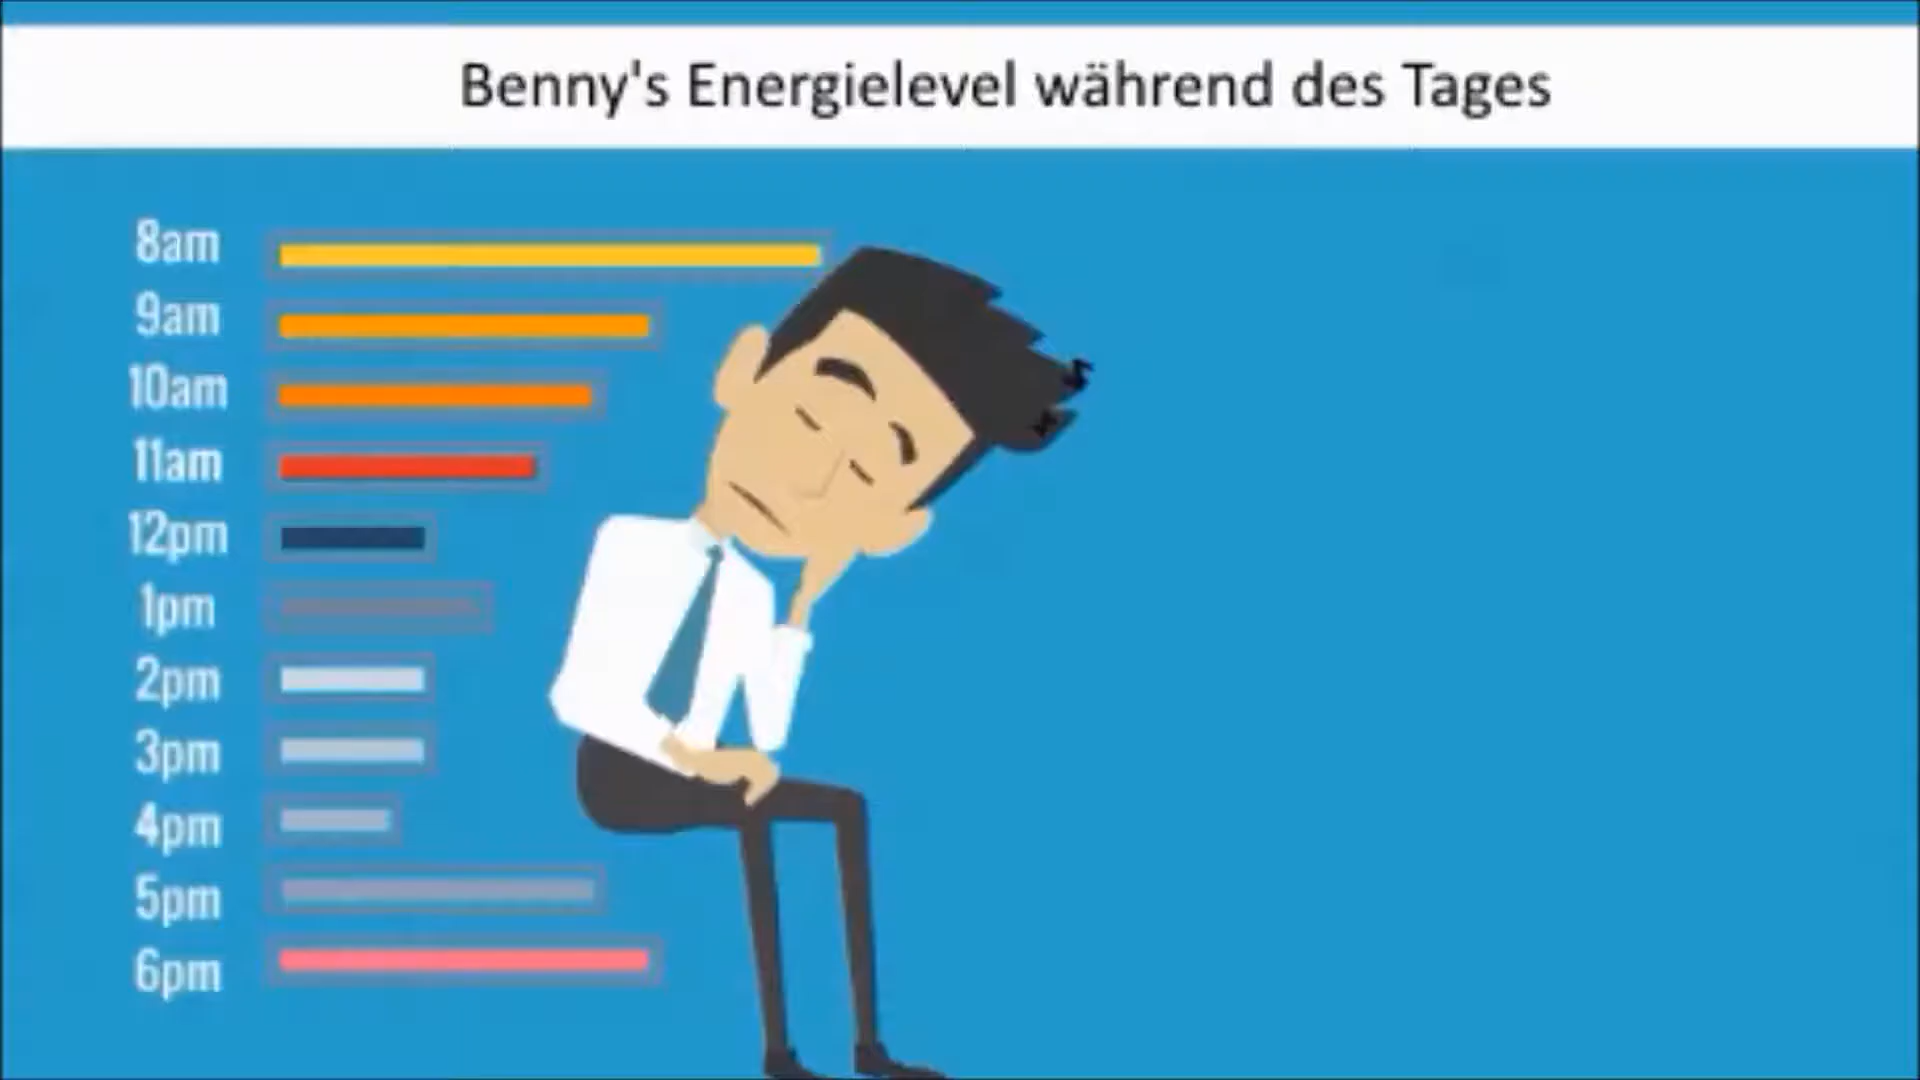 Benny's Energielevel während des Tages
8am
9am
10am
11am
12pm
1pm
2pm
3pm
4pm
5pm
6pm